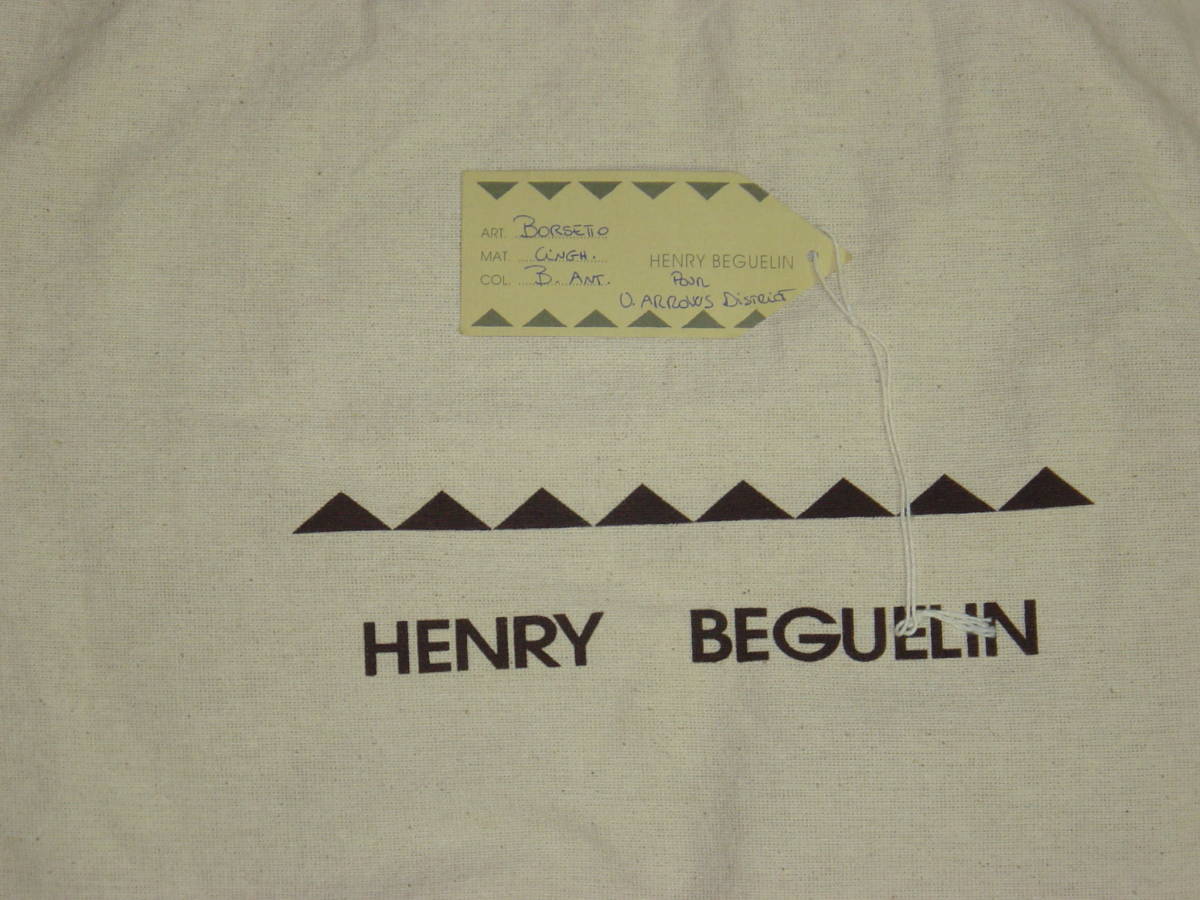 ART. BORSETTO
MAT. CINGH.
COL. B. ANT.
HENRY BEGUELIN
POUR
U. ARROWS DISTRICT
HENRY BEGUELIN